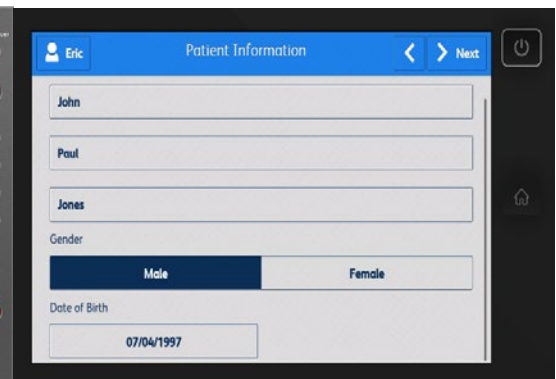 Eric Patient Information Next
John
Paul
Jones
Gender
Male Female
Date of Birth
07/04/1997